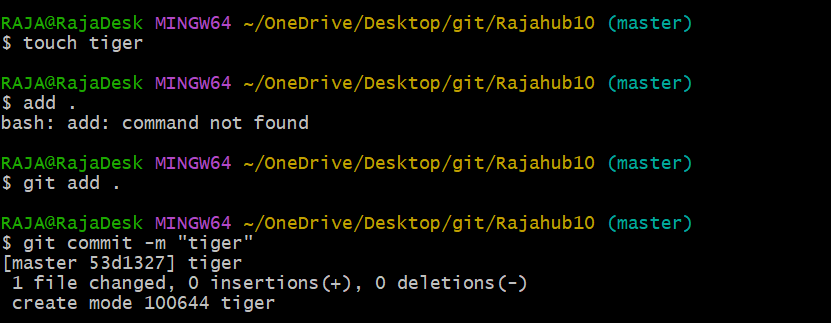 RAJA@RajaDesk MINGW64 ~/OneDrive/Desktop/git/Rajahub10 (master)
$ touch tiger
RAJA@RajaDesk MINGW64 ~/OneDrive/Desktop/git/Rajahub10 (master)
$ add .
bash: add: command not found
RAJA@RajaDesk MINGW64 ~/OneDrive/Desktop/git/Rajahub10 (master)
$ git add .
RAJA@RajaDesk MINGW64 ~/OneDrive/Desktop/git/Rajahub10 (master)
$ git commit -m "tiger"
[master 53d1327] tiger
 1 file changed, 0 insertions(+), 0 deletions(-)
 create mode 100644 tiger